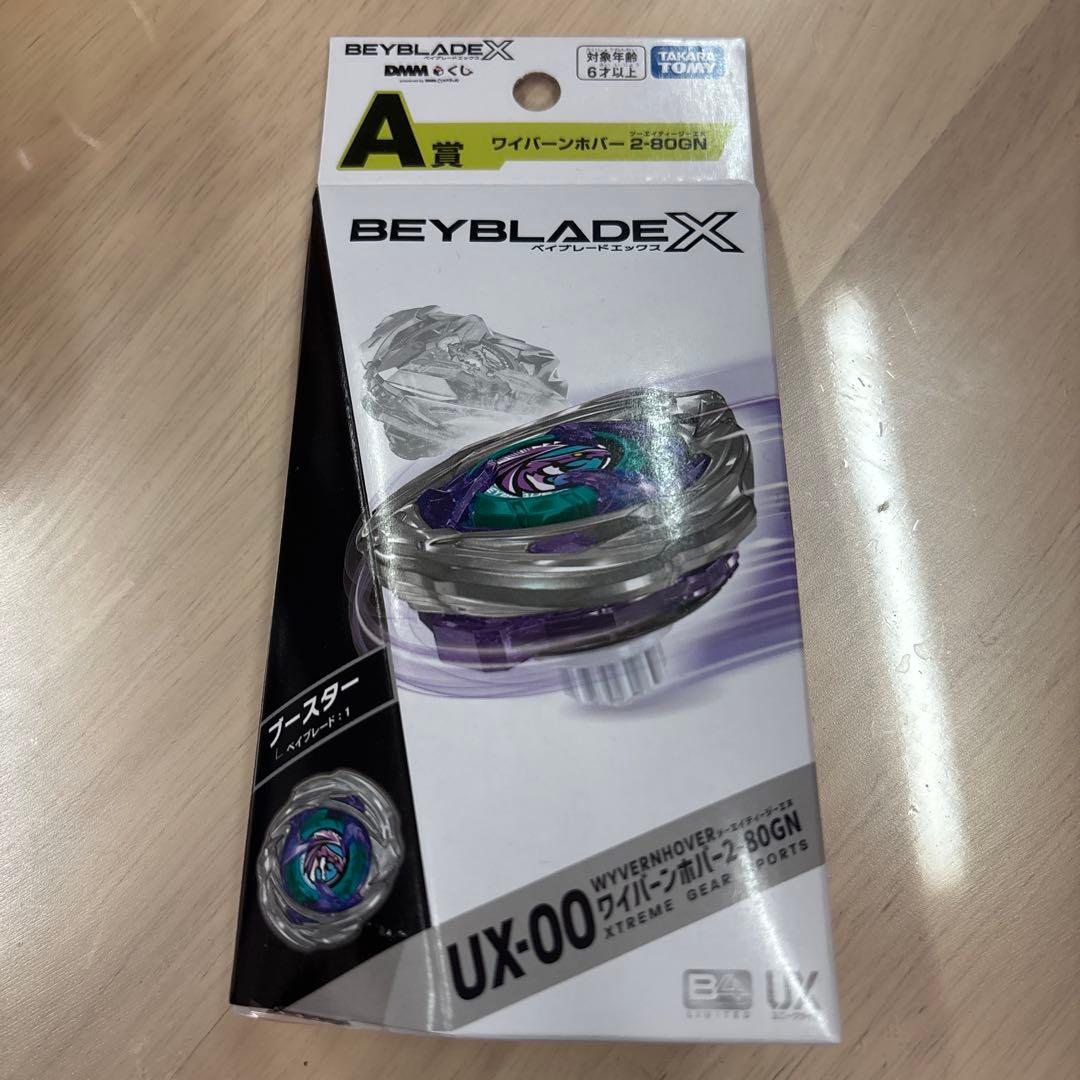 BEYBLADE X
ベイブレードエックス
DMMくじ
対象年齢
6才以上
TAKARA
TOMY
A賞
ツーエイティージーエヌ
ワイバーンホバー 2-80GN
BEYBLADE X
ベイブレードエックス
ブースター
ベイブレード:1
UX-00
WYVERNHOVER
ツーエイティージーエヌ
ワイバーンホバー2-80GN
XTREME GEAR SPORTS
B4
LIMITED
UX